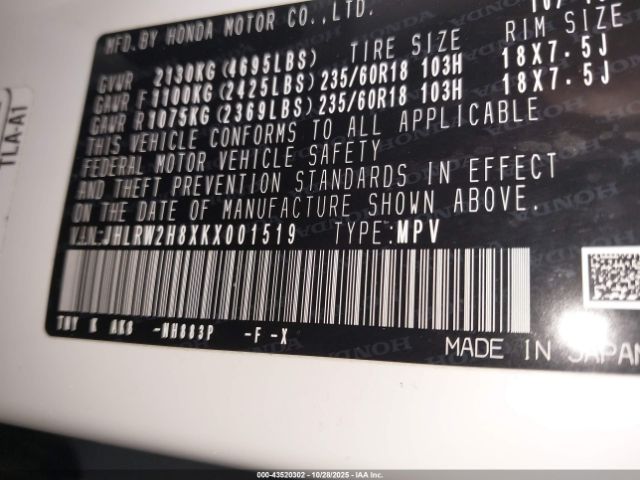 MFD.BY HONDA MOTOR CO.,LTD.
TIRE SIZE RIM SIZE
GVWR 2130KG (4695LBS)
GAWR F1100KG (2425LBS) 235/60R18 103H 18X7.5J
GAWR R1075KG (2369LBS) 235/60R18 103H 18X7.5J
THIS VEHICLE CONFORMS TO ALL APPLICABLE
FEDERAL MOTOR VEHICLE SAFETY
AND THEFT PREVENTION STANDARDS IN EFFECT
ON THE DATE OF MANUFACTURE SHOWN ABOVE.
V.I.N:JHLRW2H8XKX001519 TYPE:MPV
K AK8 -NH883P -F -X
MADE IN JAPAN
TLA-A1
000-43520302 | 10/28/2025 | IAA Inc.